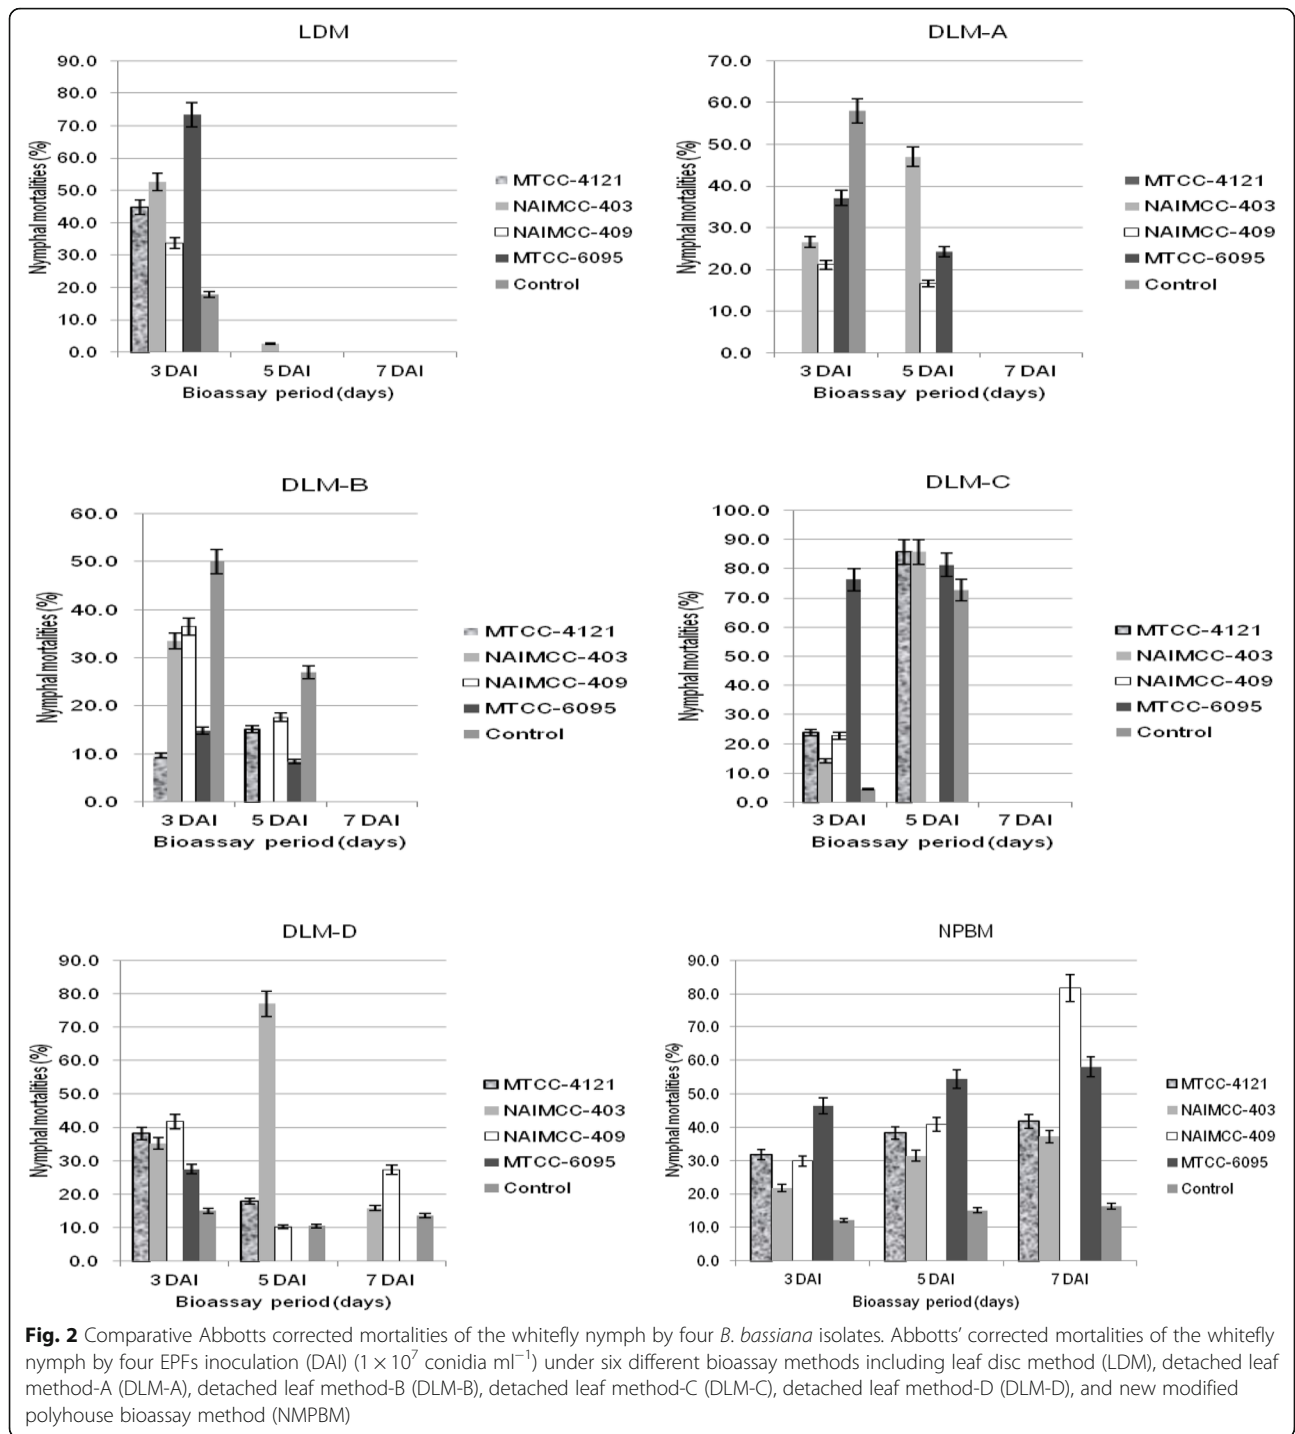 LDM
90.0
80.0
70.0
60.0
50.0
40.0
30.0
20.0
10.0
0.0
Nymphal mortalities (%)
3 DAI 5 DAI 7 DAI
Bioassay period (days)
MTCC-4121
NAIMCC-403
NAIMCC-409
MTCC-6095
Control
DLM-A
70.0
60.0
50.0
40.0
30.0
20.0
10.0
0.0
Nymphal mortalities (%)
3 DAI 5 DAI 7 DAI
Bioassay period (days)
MTCC-4121
NAIMCC-403
NAIMCC-409
MTCC-6095
Control
DLM-B
60.0
50.0
40.0
30.0
20.0
10.0
0.0
Nymphal mortalities (%)
3 DAI 5 DAI 7 DAI
Bioassay period (days)
MTCC-4121
NAIMCC-403
NAIMCC-409
MTCC-6095
Control
DLM-C
100.0
90.0
80.0
70.0
60.0
50.0
40.0
30.0
20.0
10.0
0.0
Nymphal mortalities (%)
3 DAI 5 DAI 7 DAI
Bioassay period (days)
MTCC-4121
NAIMCC-403
NAIMCC-409
MTCC-6095
Control
DLM-D
90.0
80.0
70.0
60.0
50.0
40.0
30.0
20.0
10.0
0.0
Nymphal mortalities (%)
3 DAI 5 DAI 7 DAI
Bioassay period (days)
MTCC-4121
NAIMCC-403
NAIMCC-409
MTCC-6095
Control
NPBM
90.0
80.0
70.0
60.0
50.0
40.0
30.0
20.0
10.0
0.0
Nymphal mortalities (%)
3 DAI 5 DAI 7 DAI
Bioassay period (days)
MTCC-4121
NAIMCC-403
NAIMCC-409
MTCC-6095
Control
Fig. 2 Comparative Abbotts corrected mortalities of the whitefly nymph by four B. bassiana isolates. Abbotts' corrected mortalities of the whitefly
nymph by four EPFs inoculation (DAI) (1 × 10⁷ conidia ml⁻¹) under six different bioassay methods including leaf disc method (LDM), detached leaf
method-A (DLM-A), detached leaf method-B (DLM-B), detached leaf method-C (DLM-C), detached leaf method-D (DLM-D), and new modified
polyhouse bioassay method (NMPBM)